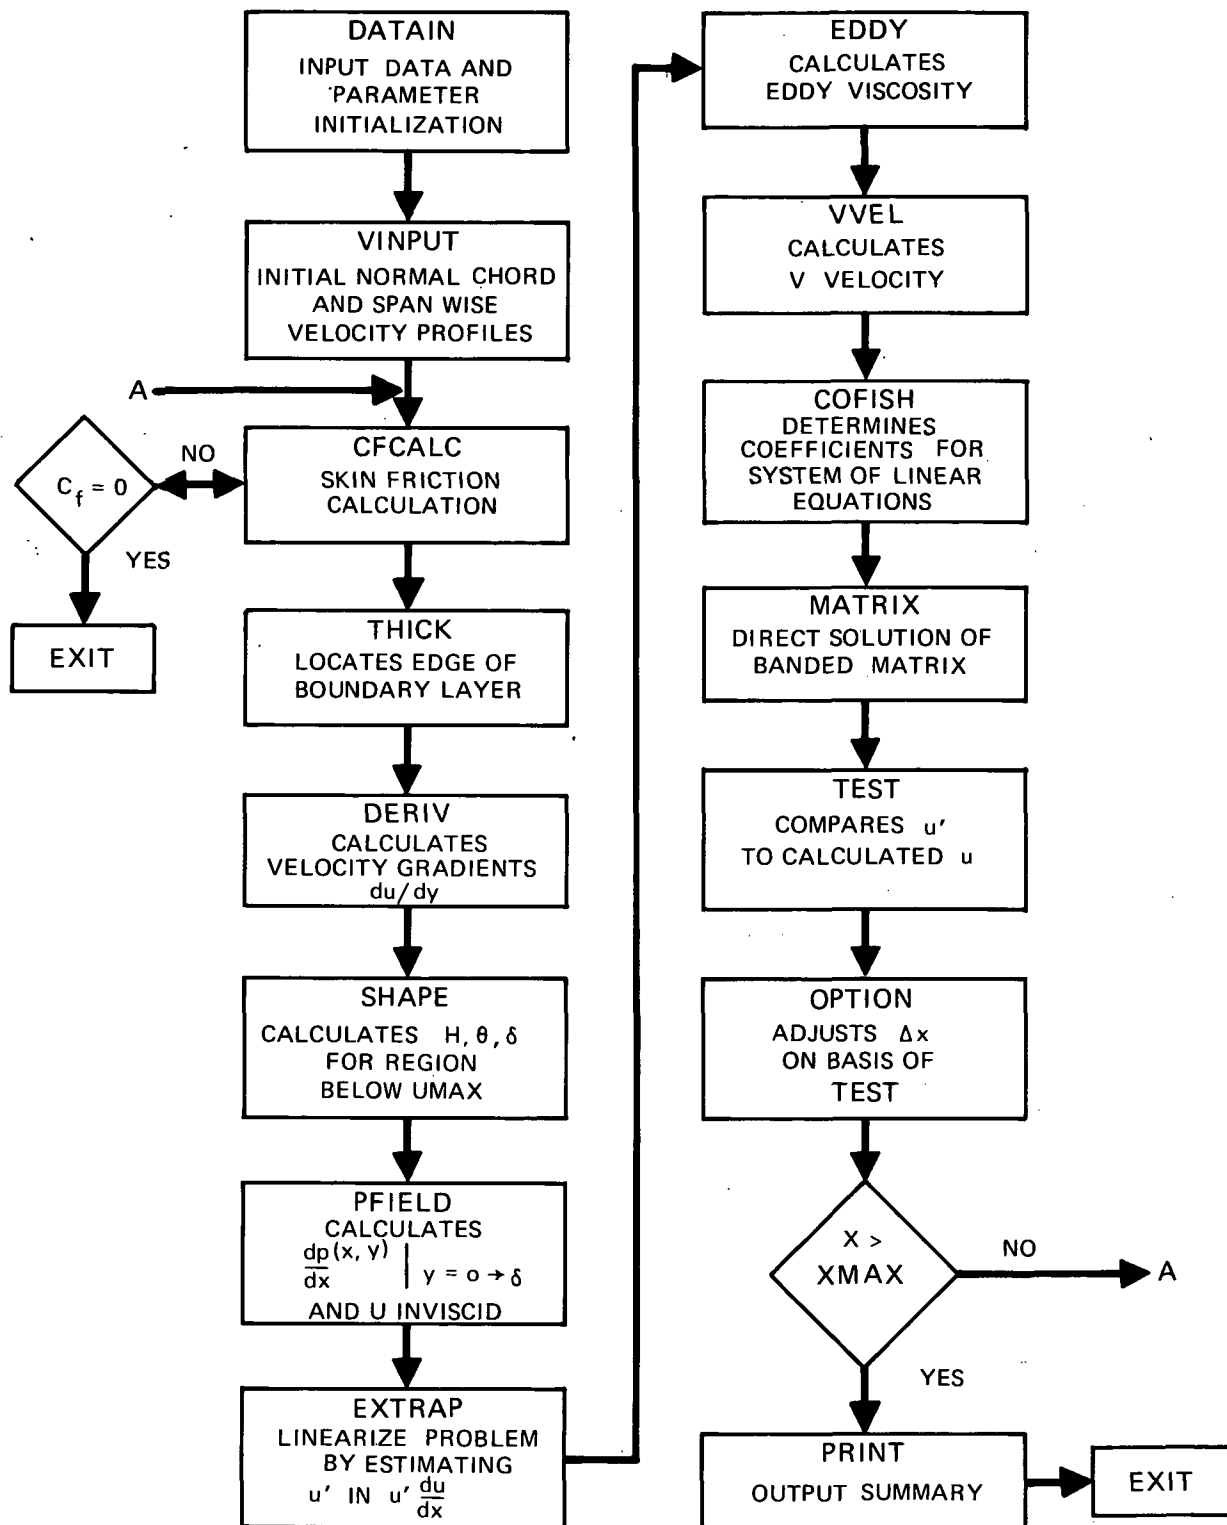 DATAIN
INPUT DATA AND
PARAMETER
INITIALIZATION
VINPUT
INITIAL NORMAL CHORD
AND SPAN WISE
VELOCITY PROFILES
A
CFCALC
SKIN FRICTION
CALCULATION
NO
C_f = 0
YES
EXIT
THICK
LOCATES EDGE OF
BOUNDARY LAYER
DERIV
CALCULATES
VELOCITY GRADIENTS
du/dy
SHAPE
CALCULATES H, θ, δ
FOR REGION
BELOW UMAX
PFIELD
CALCULATES
dp/dx (x, y) | y = o → δ
AND U INVISCID
EXTRAP
LINEARIZE PROBLEM
BY ESTIMATING
u' IN u' du/dx
EDDY
CALCULATES
EDDY VISCOSITY
VVEL
CALCULATES
V VELOCITY
COFISH
DETERMINES
COEFFICIENTS FOR
SYSTEM OF LINEAR
EQUATIONS
MATRIX
DIRECT SOLUTION OF
BANDED MATRIX
TEST
COMPARES u'
TO CALCULATED u
OPTION
ADJUSTS Δx
ON BASIS OF
TEST
X >
XMAX
NO
A
YES
PRINT
OUTPUT SUMMARY
EXIT